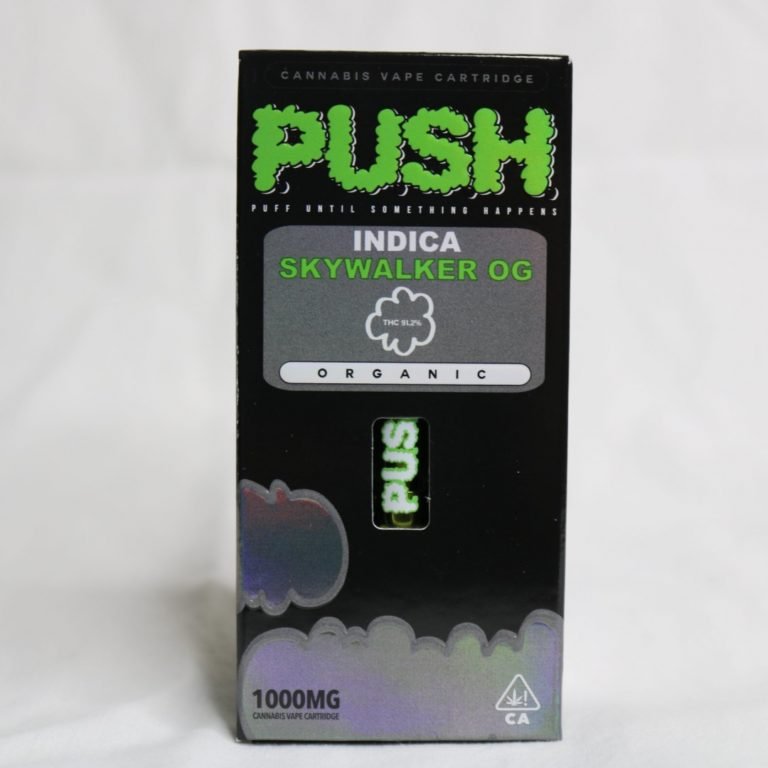 CANNABIS VAPE CARTRIDGE
PUSH
PUFF UNTIL SOMETHING HAPPENS
INDICA
SKYWALKER OG
THC 91.2%
ORGANIC
PUS
1000MG
CANNABIS VAPE CARTRIDGE
!
CA